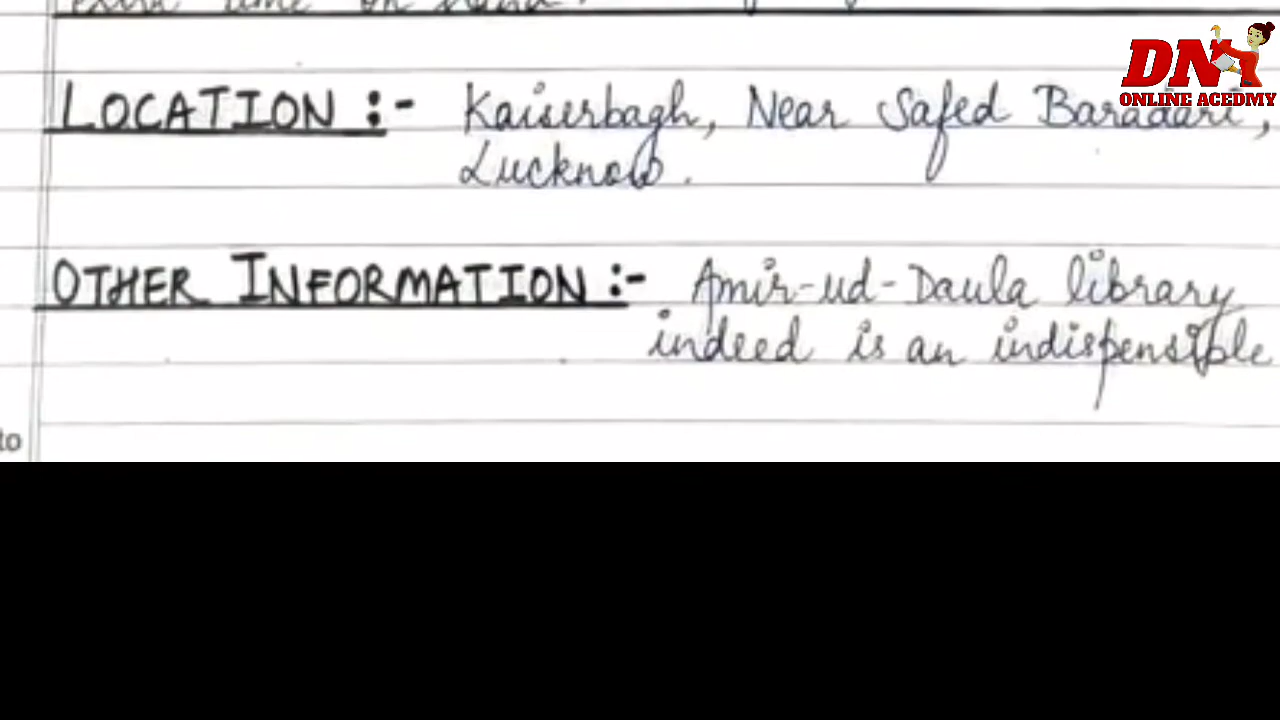 DN
ONLINE ACEDMY
LOCATION :- Kaiserbagh, Near Safed Baradari,
Lucknow.
OTHER INFORMATION :- Amir-ud-Daula library
indeed is an indispensible
to